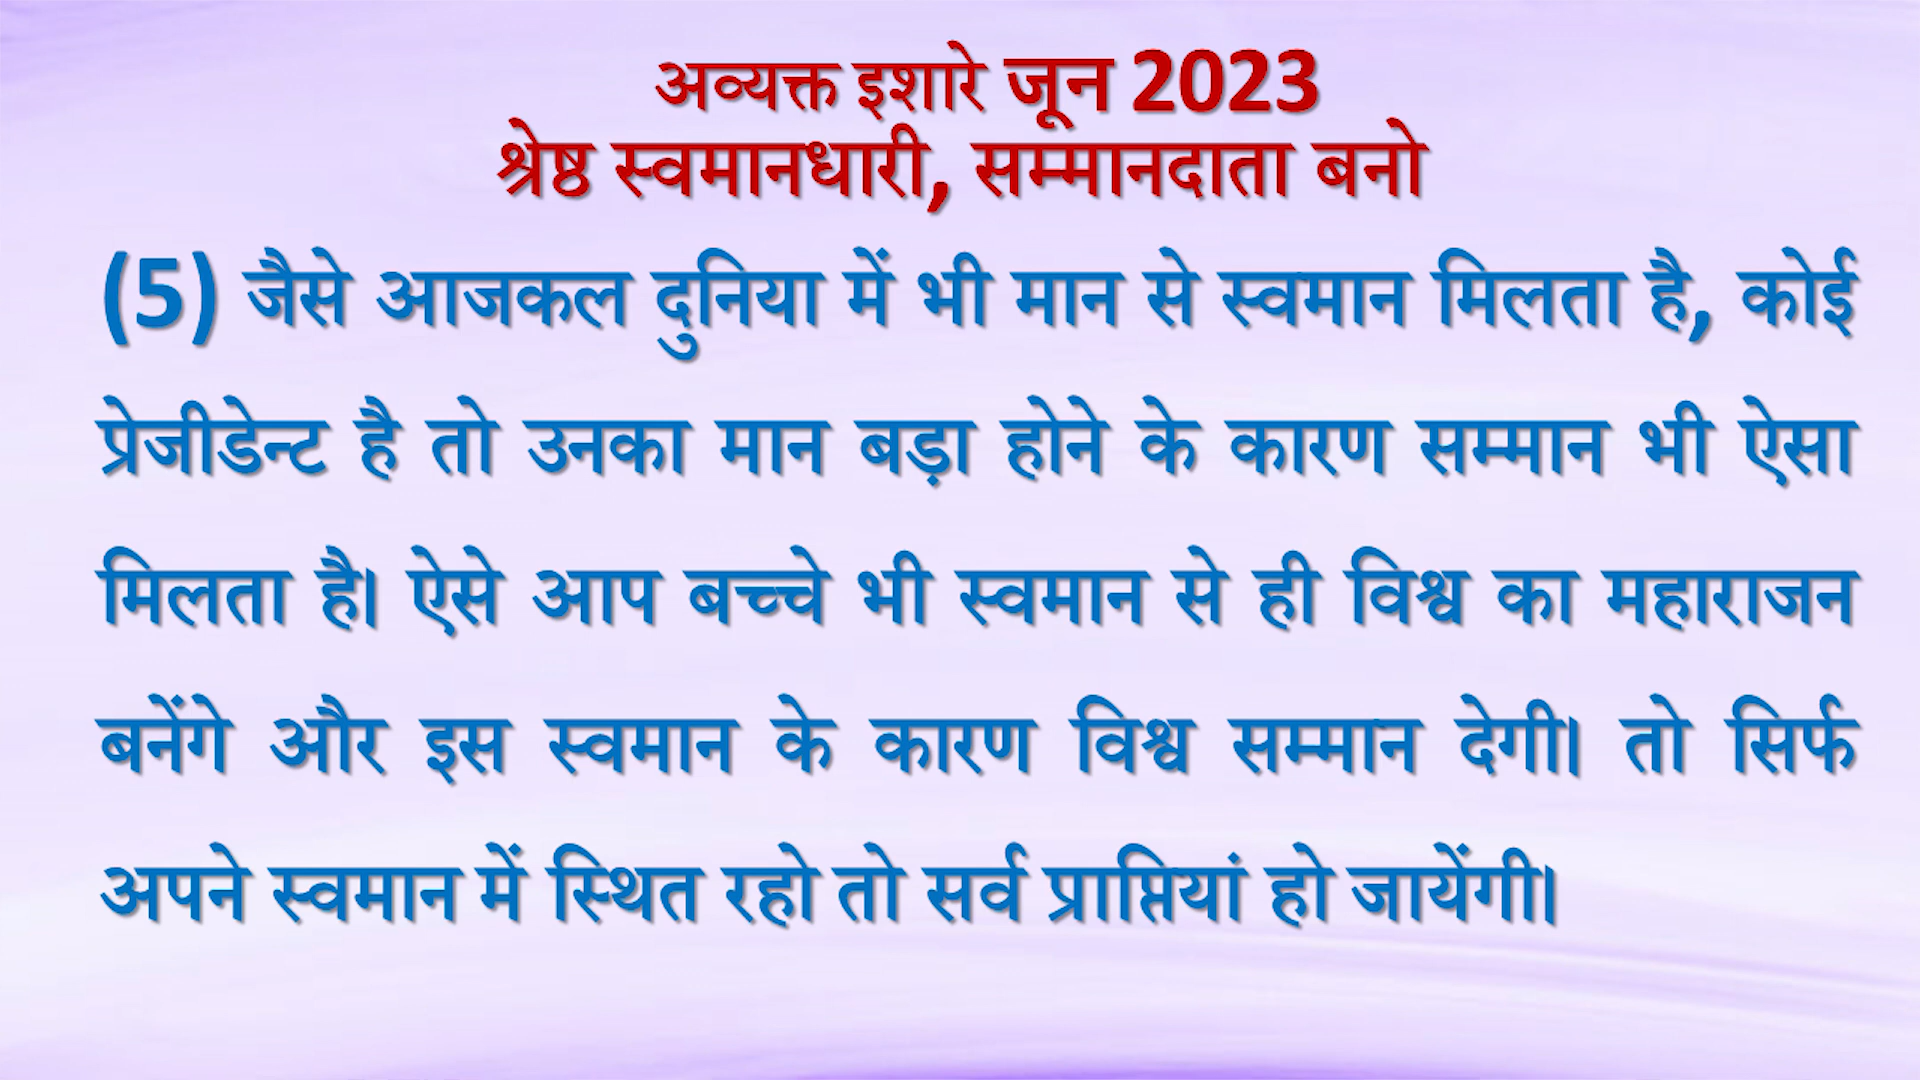 अव्यक्त इशारे जून 2023
श्रेष्ठ स्वमानधारी, सम्मानदाता बनो
(5) जैसे आजकल दुनिया में भी मान से स्वमान मिलता है, कोई
प्रेजीडेन्ट है तो उनका मान बड़ा होने के कारण सम्मान भी ऐसा
मिलता है। ऐसे आप बच्चे भी स्वमान से ही विश्व का महाराजन
बनेंगे और इस स्वमान के कारण विश्व सम्मान देगी। तो सिर्फ
अपने स्वमान में स्थित रहो तो सर्व प्राप्तियां हो जायेंगी।